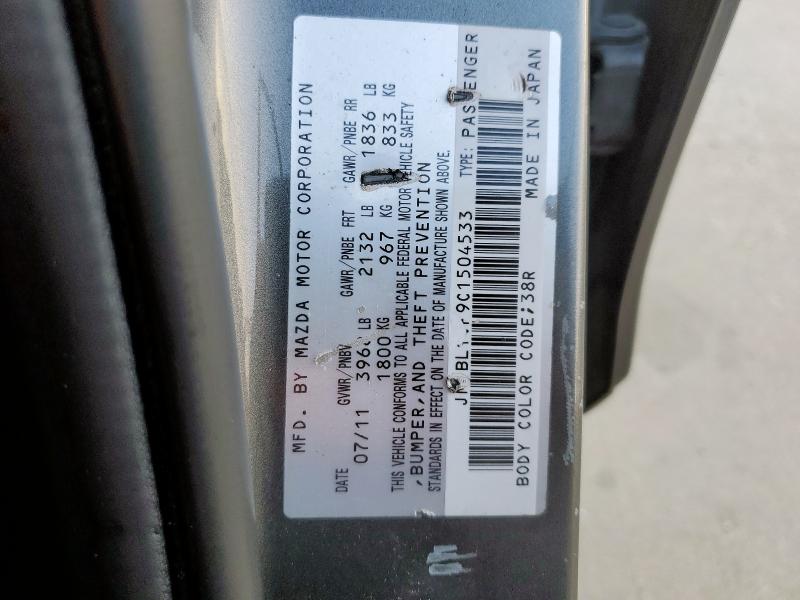 MFD. BY MAZDA MOTOR CORPORATION
DATE GVWR/PNBV GAWR/PNBE FRT GAWR/PNBE RR
07/11 LB 2132 LB 1836 LB
1800 KG 967 KG 833 KG
THIS VEHICLE CONFORMS TO ALL APPLICABLE FEDERAL MOTOR VEHICLE SAFETY
,BUMPER,AND THEFT PREVENTION
STANDARDS IN EFFECT ON THE DATE OF MANUFACTURE SHOWN ABOVE.
TYPE: PASSENGER
BODY COLOR CODE;38R MADE IN JAPAN